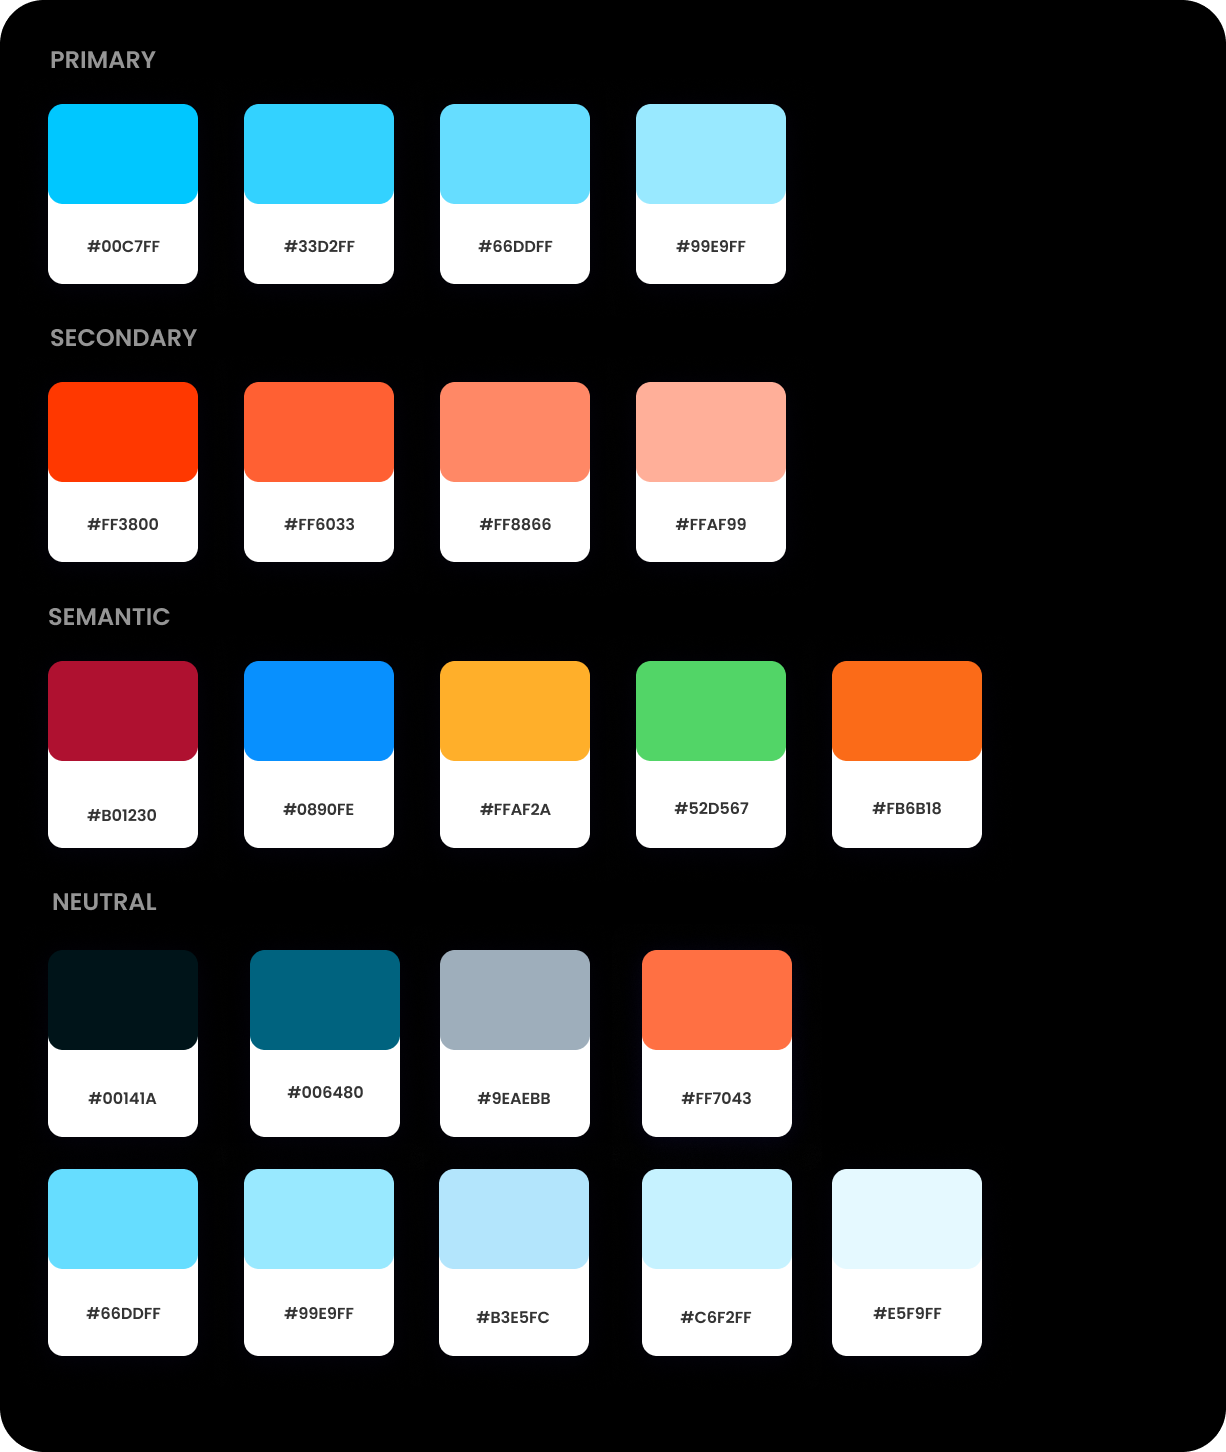 PRIMARY
#00C7FF #33D2FF #66DDFF #99E9FF
SECONDARY
#FF3800 #FF6033 #FF8866 #FFAF99
SEMANTIC
#B01230 #0890FE #FFAF2A #52D567 #FB6B18
NEUTRAL
#00141A #006480 #9EAEBB #FF7043
#66DDFF #99E9FF #B3E5FC #C6F2FF #E5F9FF